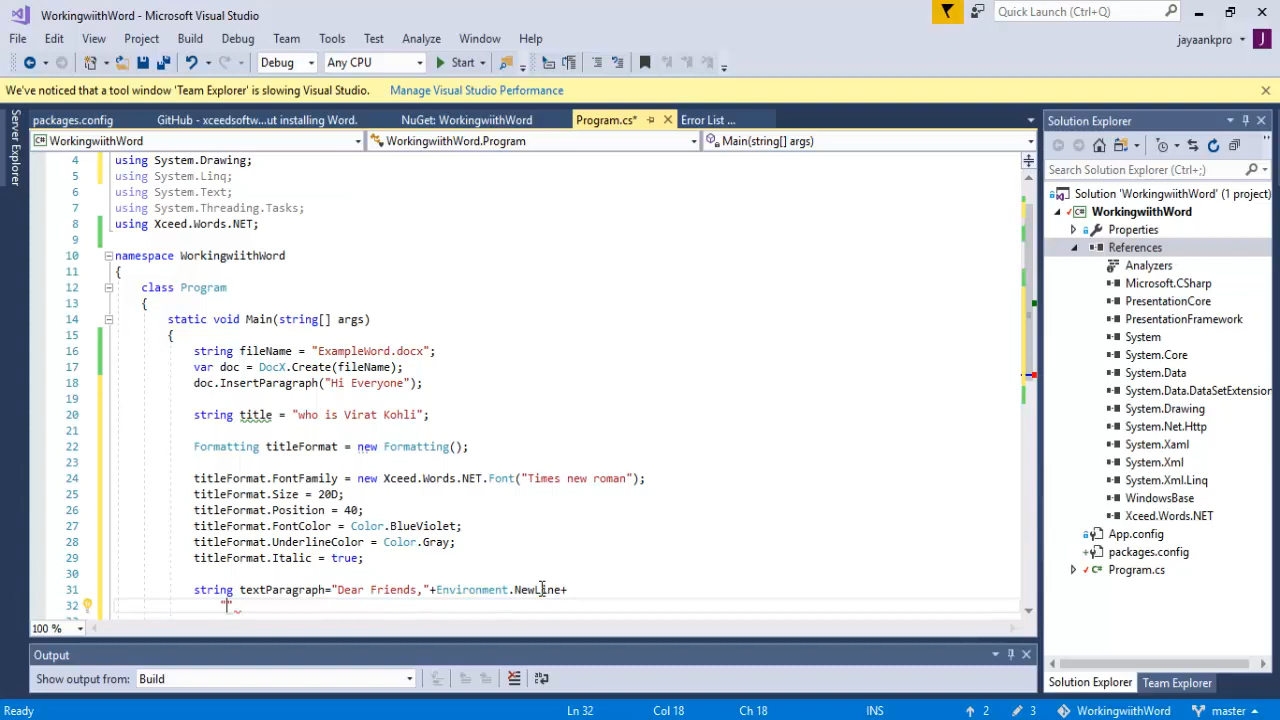 WorkingwiithWord - Microsoft Visual Studio
Quick Launch (Ctrl+Q)
File Edit View Project Build Debug Team Tools Test Analyze Window Help
jayaankpro J
Debug Any CPU Start
We've noticed that a tool window 'Team Explorer' is slowing Visual Studio. Manage Visual Studio Performance
packages.config GitHub - xceedsoftw...ut installing Word. NuGet: WorkingwiithWord Program.cs* Error List ...
WorkingwiithWord WorkingwiithWord.Program Main(string[] args)
Server Explorer
4 using System.Drawing;
5 using System.Linq;
6 using System.Text;
7 using System.Threading.Tasks;
8 using Xceed.Words.NET;
9
10 namespace WorkingwiithWord
11 {
12 class Program
13 {
14 static void Main(string[] args)
15 {
16 string fileName = "ExampleWord.docx";
17 var doc = DocX.Create(fileName);
18 doc.InsertParagraph("Hi Everyone");
19
20 string title = "who is Virat Kohli";
21
22 Formatting titleFormat = new Formatting();
23
24 titleFormat.FontFamily = new Xceed.Words.NET.Font("Times new roman");
25 titleFormat.Size = 20D;
26 titleFormat.Position = 40;
27 titleFormat.FontColor = Color.BlueViolet;
28 titleFormat.UnderlineColor = Color.Gray;
29 titleFormat.Italic = true;
30
31 string textParagraph="Dear Friends,"+Environment.NewLine+
32 ""
100 %
Output
Show output from: Build
Solution Explorer
Search Solution Explorer (Ctrl+;)
Solution 'WorkingwiithWord' (1 project)
WorkingwiithWord
Properties
References
Analyzers
Microsoft.CSharp
PresentationCore
PresentationFramework
System
System.Core
System.Data
System.Data.DataSetExtension
System.Drawing
System.Net.Http
System.Xaml
System.Xml
System.Xml.Linq
WindowsBase
Xceed.Words.NET
App.config
packages.config
Program.cs
Solution Explorer Team Explorer
Ready Ln 32 Col 18 Ch 18 INS 2 3 WorkingwiithWord master